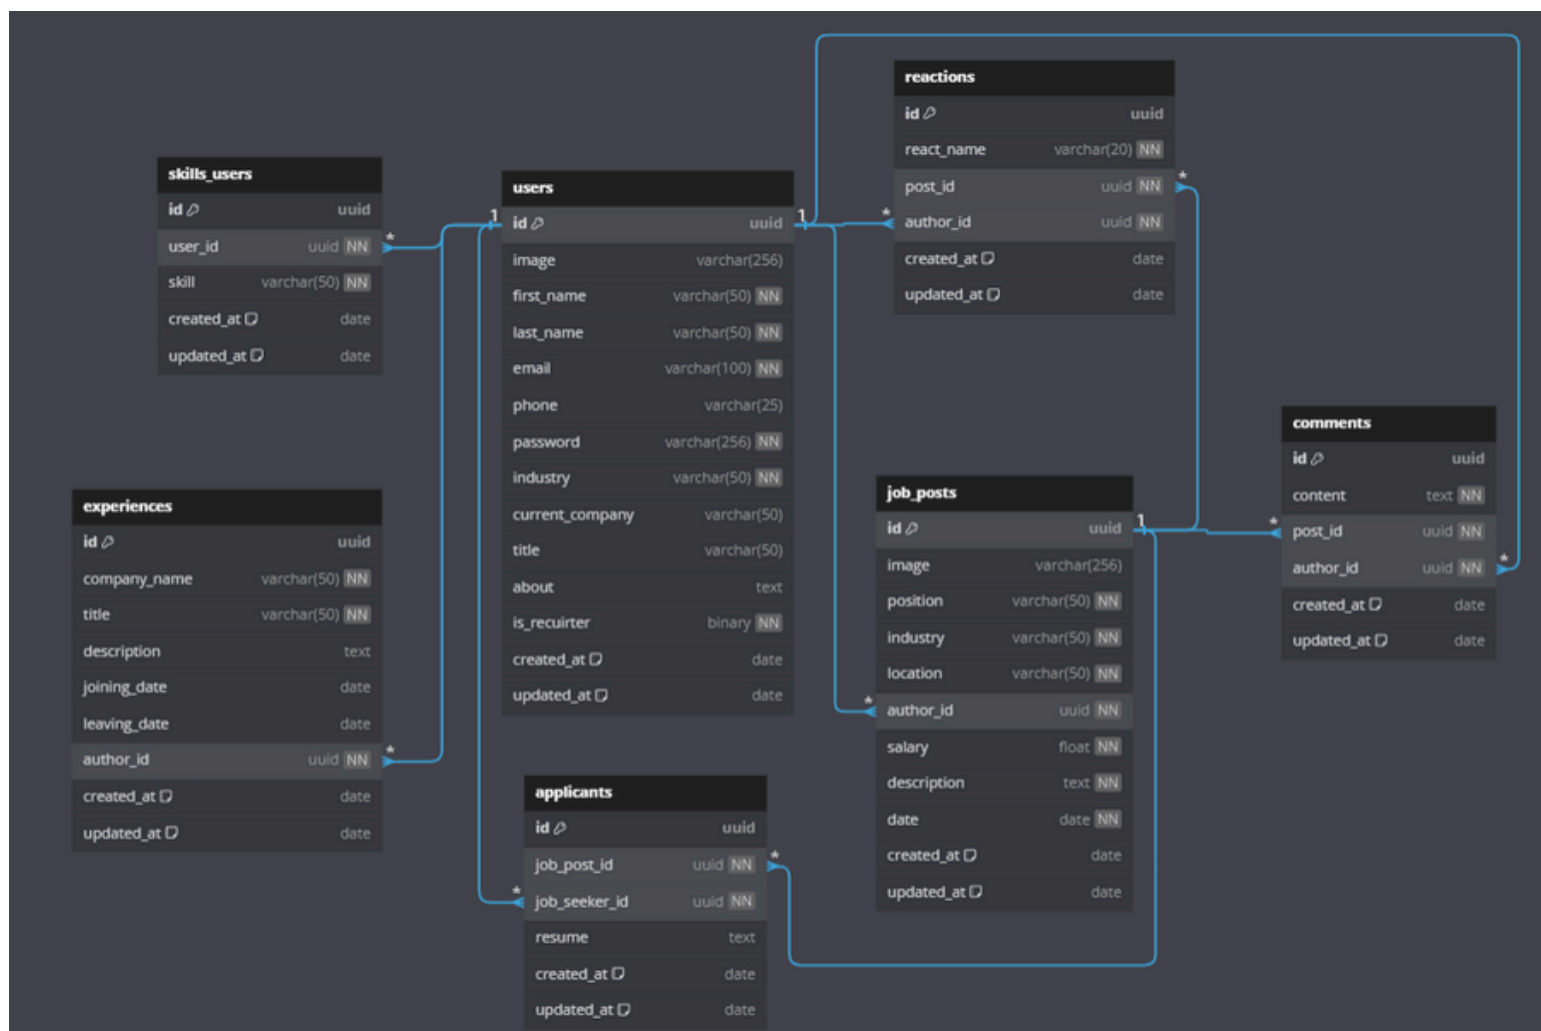 skills_users
id uuid
user_id uuid NN
skill varchar(50) NN
created_at date
updated_at date
experiences
id uuid
company_name varchar(50) NN
title varchar(50) NN
description text
joining_date date
leaving_date date
author_id uuid NN
created_at date
updated_at date
users
id uuid
image varchar(256)
first_name varchar(50) NN
last_name varchar(50) NN
email varchar(100) NN
phone varchar(25)
password varchar(256) NN
industry varchar(50) NN
current_company varchar(50)
title varchar(50)
about text
is_recuirter binary NN
created_at date
updated_at date
applicants
id uuid
job_post_id uuid NN
job_seeker_id uuid NN
resume text
created_at date
updated_at date
reactions
id uuid
react_name varchar(20) NN
post_id uuid NN
author_id uuid NN
created_at date
updated_at date
job_posts
id uuid
image varchar(256)
position varchar(50) NN
industry varchar(50) NN
location varchar(50) NN
author_id uuid NN
salary float NN
description text NN
date date NN
created_at date
updated_at date
comments
id uuid
content text NN
post_id uuid NN
author_id uuid NN
created_at date
updated_at date
*
*
1
1
*
*
*
*
1
*
*
*